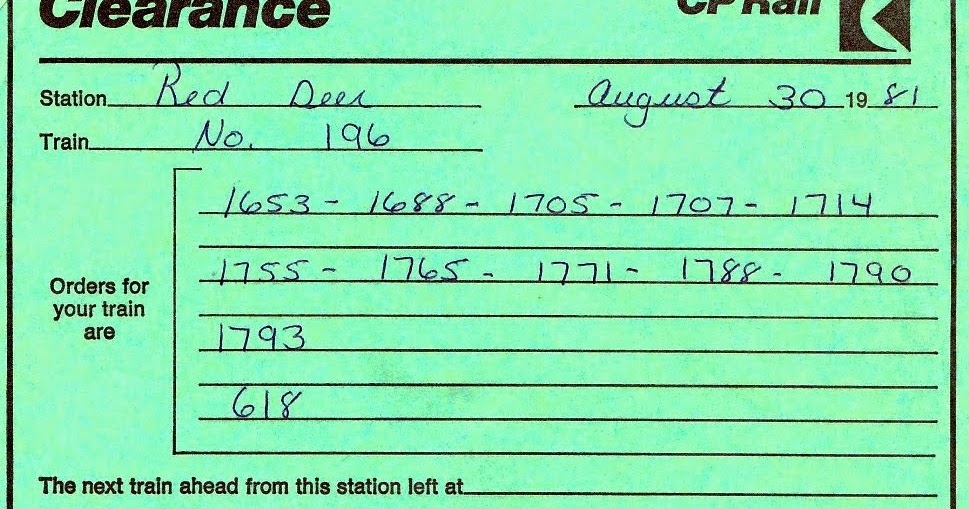 Clearance CP Rail
Station Red Deer August 30 19 81
Train No. 196
1653 - 1688 - 1705 - 1707 - 1714
1755 - 1765 - 1771 - 1788 - 1790
Orders for
your train
are
1793
618
The next train ahead from this station left at